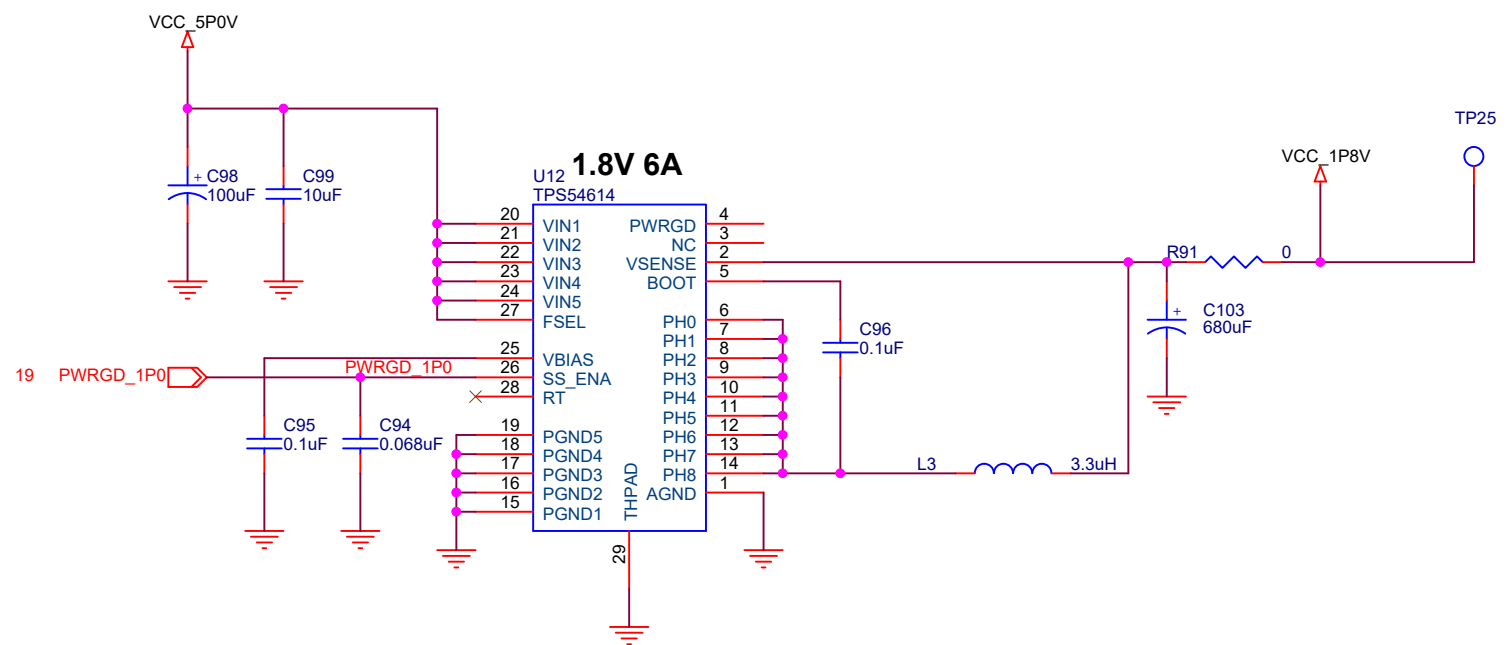 VCC_5P0V
TP25
VCC_1P8V
1.8V 6A
U12
TPS54614
+ C98
100uF
C99
10uF
20 VIN1
21 VIN2
22 VIN3
23 VIN4
24 VIN5
27 FSEL
25 VBIAS
26 SS_ENA
28 RT
19 PGND5
18 PGND4
17 PGND3
16 PGND2
15 PGND1
PWRGD 4
NC 3
VSENSE 2
BOOT 5
PH0 6
PH1 7
PH2 8
PH3 9
PH4 10
PH5 11
PH6 12
PH7 13
PH8 14
AGND 1
THPAD
29
19 PWRGD_1P0
PWRGD_1P0
C95
0.1uF
C94
0.068uF
C96
0.1uF
L3 3.3uH
R91 0
+ C103
680uF